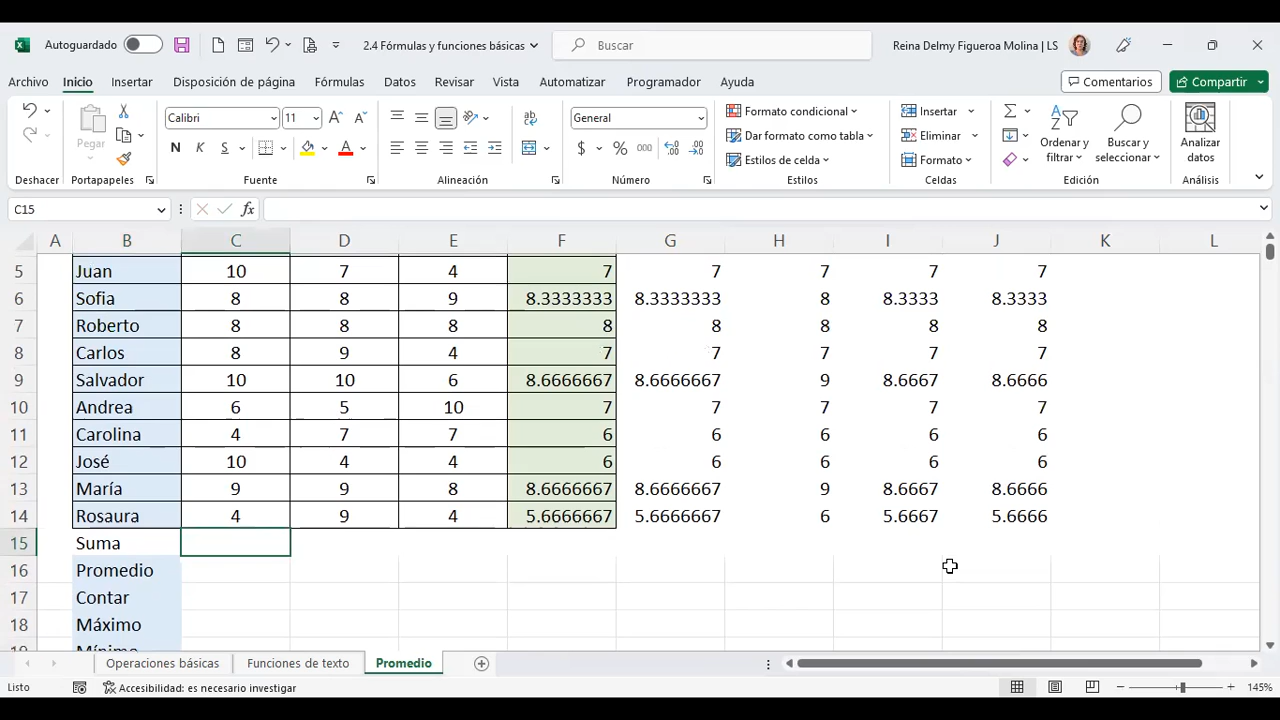 Autoguardado 2.4 Fórmulas y funciones básicas Buscar Reina Delmy Figueroa Molina | LS
Archivo Inicio Insertar Disposición de página Fórmulas Datos Revisar Vista Automatizar Programador Ayuda Comentarios Compartir
Pegar Calibri 11 General Formato condicional Insertar
N K S $ % 000 Dar formato como tabla Eliminar Ordenar y filtrar Buscar y seleccionar Analizar datos
Estilos de celda Formato
Deshacer Portapapeles Fuente Alineación Número Estilos Celdas Edición Análisis
C15 fx
A B C D E F G H I J K L
5 Juan 10 7 4 7 7 7 7 7
6 Sofia 8 8 9 8.3333333 8.3333333 8 8.3333 8.3333
7 Roberto 8 8 8 8 8 8 8 8
8 Carlos 8 9 4 7 7 7 7 7
9 Salvador 10 10 6 8.6666667 8.6666667 9 8.6667 8.6666
10 Andrea 6 5 10 7 7 7 7 7
11 Carolina 4 7 7 6 6 6 6 6
12 José 10 4 4 6 6 6 6 6
13 María 9 9 8 8.6666667 8.6666667 9 8.6667 8.6666
14 Rosaura 4 9 4 5.6666667 5.6666667 6 5.6667 5.6666
15 Suma
16 Promedio
17 Contar
18 Máximo
19 Mínimo
Operaciones básicas Funciones de texto Promedio
Listo Accesibilidad: es necesario investigar 145%